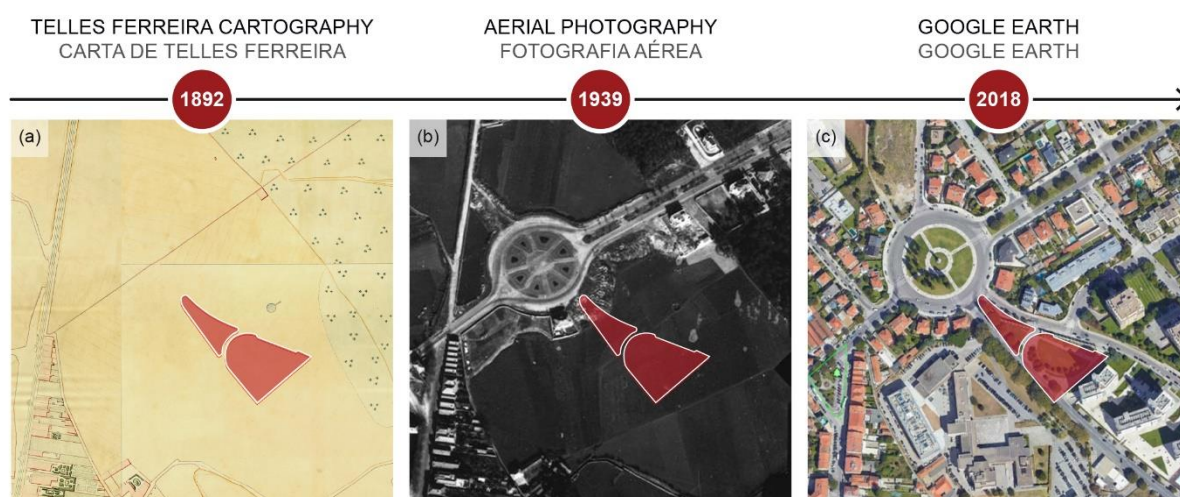 TELLES FERREIRA CARTOGRAPHY
CARTA DE TELLES FERREIRA
1892
(a)
AERIAL PHOTOGRAPHY
FOTOGRAFIA AÉREA
1939
(b)
GOOGLE EARTH
GOOGLE EARTH
2018
(c)